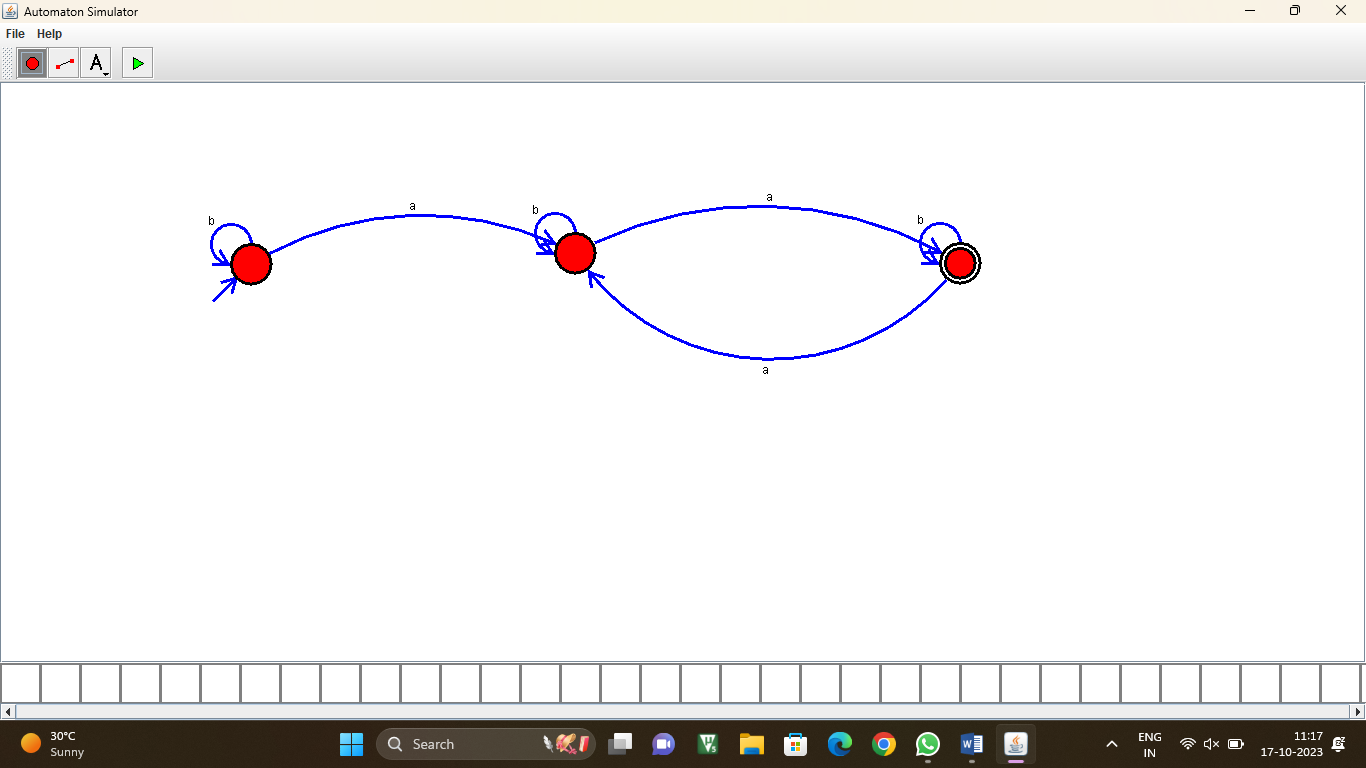 Automaton Simulator
File Help
A
a
a
b
b
b
a
30°C
Sunny
Search
ENG
IN
11:17
17-10-2023